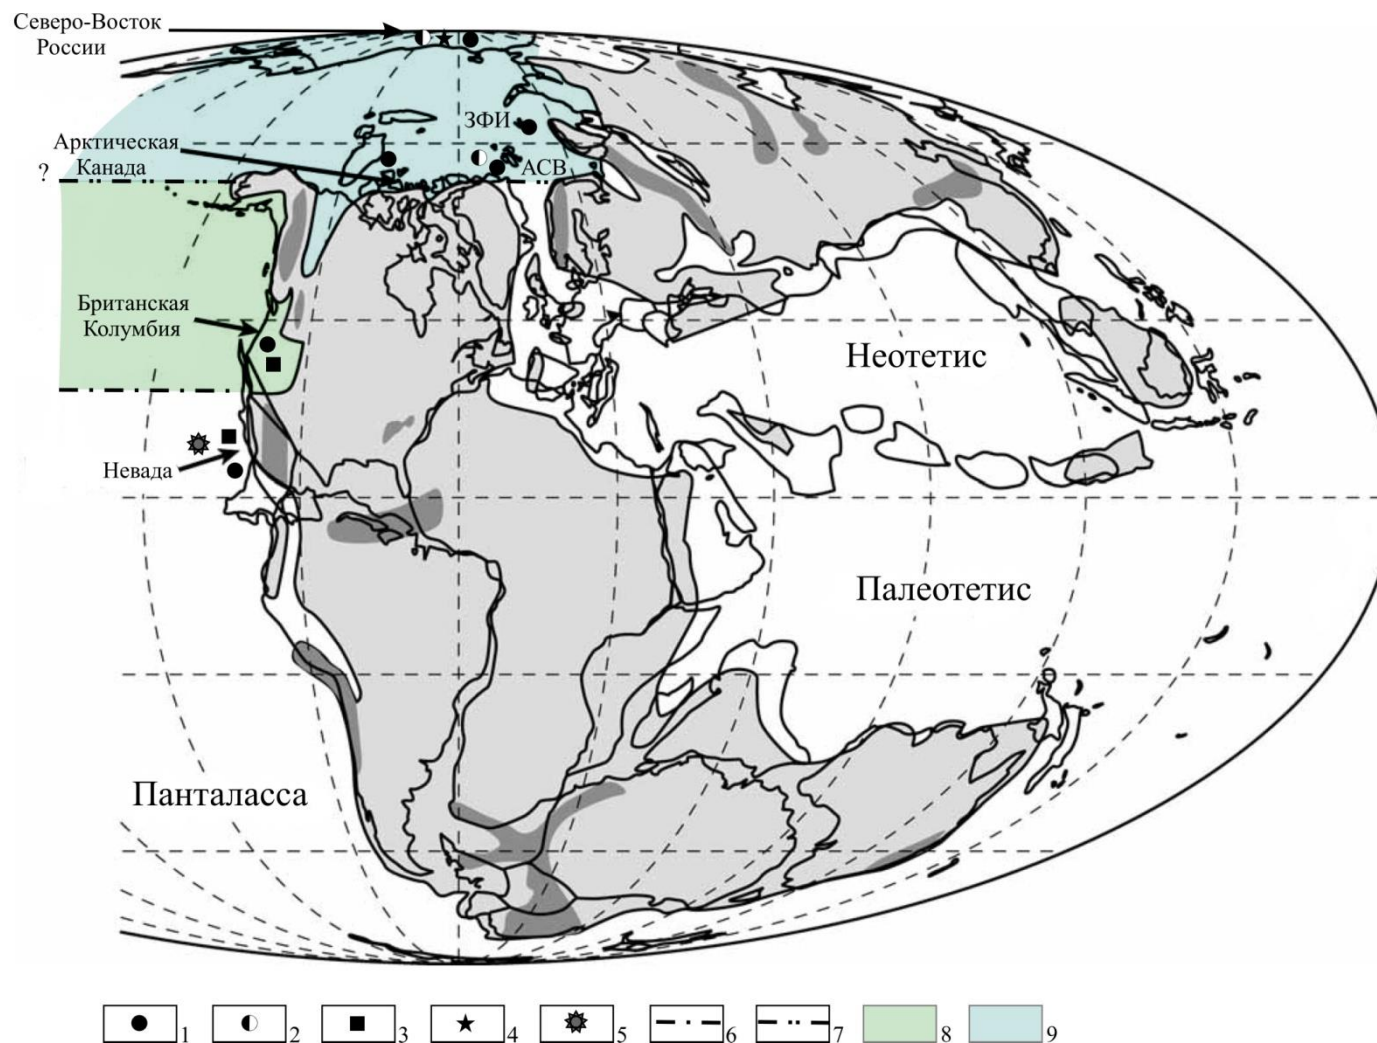 Северо-Восток
России
ЗФИ
Арктическая
Канада
АСВ
?
Британская
Колумбия
Неотетис
Невада
Палеотетис
Панталасса
1
2
3
4
5
6
7
8
9